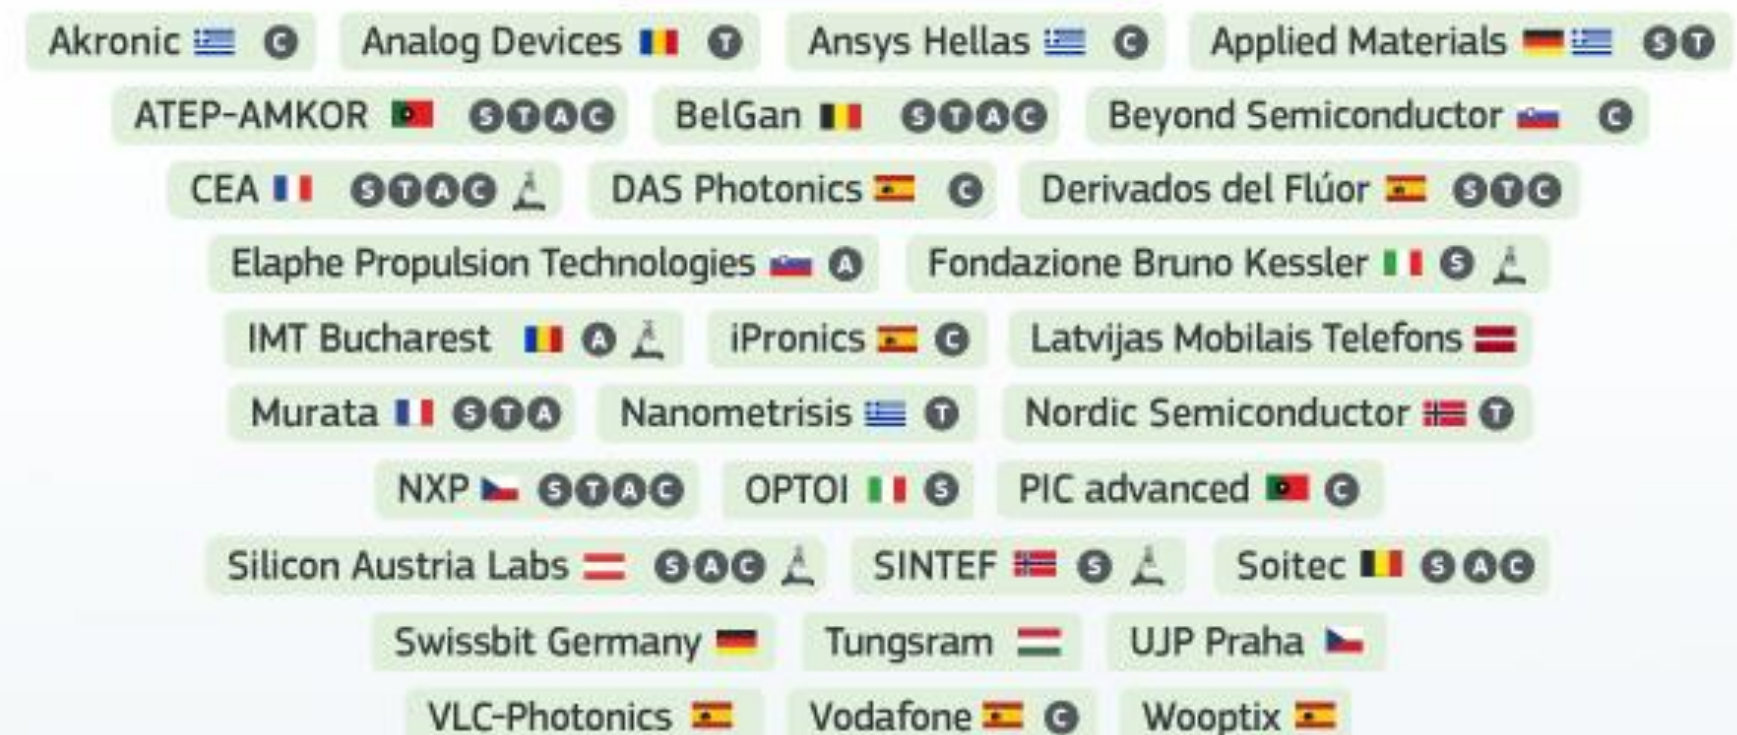 Akronic C Analog Devices T Ansys Hellas C Applied Materials S T
ATEP-AMKOR S T A C BelGan S T A C Beyond Semiconductor C
CEA S T A C DAS Photonics C Derivados del Flúor S T C
Elaphe Propulsion Technologies A Fondazione Bruno Kessler S
IMT Bucharest A iPronics C Latvijas Mobilais Telefons
Murata S T A Nanometrisis T Nordic Semiconductor T
NXP S T A C OPTOI S PIC advanced C
Silicon Austria Labs S A C SINTEF S Soitec S A C
Swissbit Germany Tungsram UJP Praha
VLC-Photonics Vodafone C Wooptix